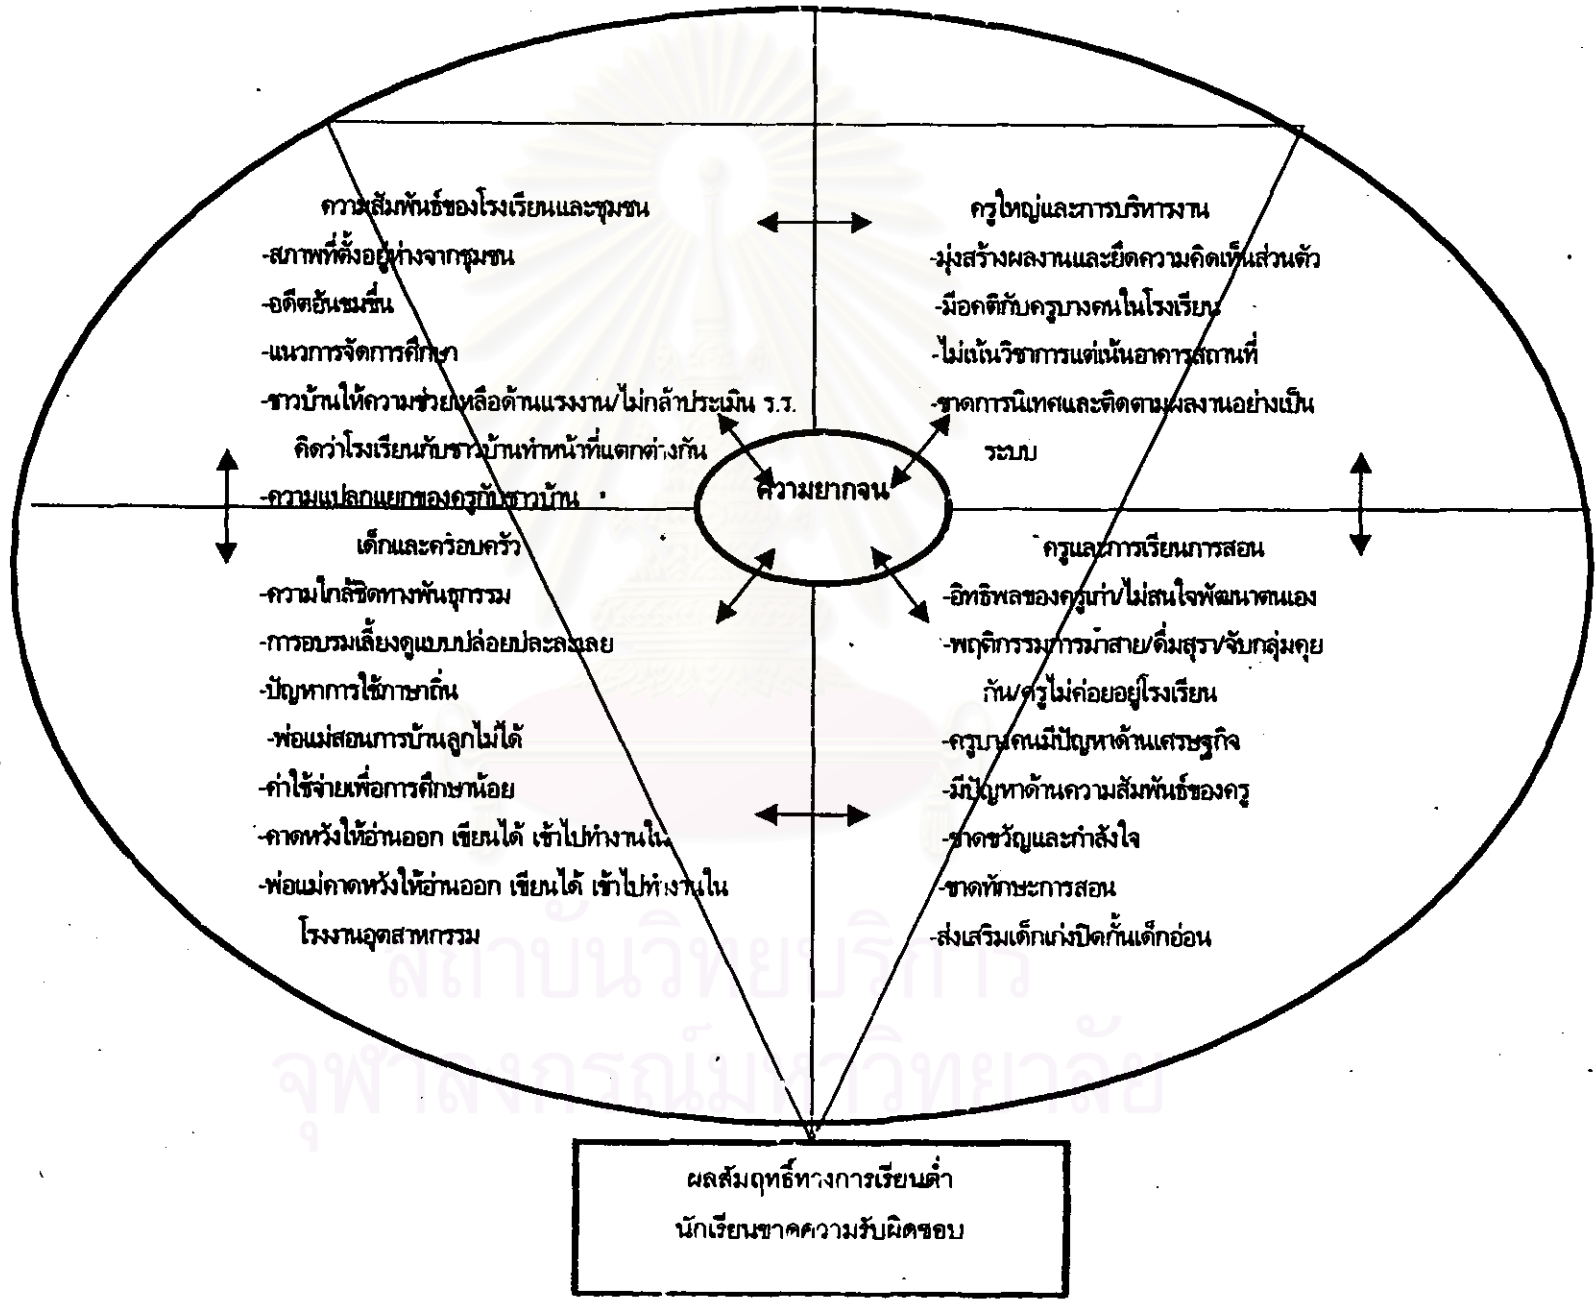 ความสัมพันธ์ของโรงเรียนและชุมชน
-สภาพที่ตั้งอยู่ห่างจากชุมชน
-อดีตอันขมขื่น
-แนวการจัดการศึกษา
-ชาวบ้านให้ความช่วยเหลือด้านแรงงาน/ไม่กล้าประเมิน ร.ร.
คิดว่าโรงเรียนกับชาวบ้านทำหน้าที่แตกต่างกัน
-ความแปลกแยกของครูกับชาวบ้าน
ครูใหญ่และการบริหารงาน
-มุ่งสร้างผลงานและยึดความคิดเห็นส่วนตัว
-มีอคติกับครูบางคนในโรงเรียน
-ไม่เน้นวิชาการแต่เน้นอาคารสถานที่
-ขาดการนิเทศและติดตามผลงานอย่างเป็น
ระบบ
ความยากจน
เด็กและครอบครัว
-ความใกล้ชิดทางพันธุกรรม
-การอบรมเลี้ยงดูแบบปล่อยปละละเลย
-ปัญหาการใช้ภาษาถิ่น
-พ่อแม่สอนการบ้านลูกไม่ได้
-ค่าใช้จ่ายเพื่อการศึกษาน้อย
-คาดหวังให้อ่านออก เขียนได้ เข้าไปทำงานใน
-พ่อแม่คาดหวังให้อ่านออก เขียนได้ เข้าไปทำงานใน
โรงงานอุตสาหกรรม
ครูและการเรียนการสอน
-อิทธิพลของครูเก่า/ไม่สนใจพัฒนาตนเอง
-พฤติกรรมการมาสาย/ดื่มสุรา/จับกลุ่มคุย
กัน/ครูไม่ค่อยอยู่โรงเรียน
-ครูบางคนมีปัญหาด้านเศรษฐกิจ
-มีปัญหาด้านความสัมพันธ์ของครู
-ขาดขวัญและกำลังใจ
-ขาดทักษะการสอน
-ส่งเสริมเด็กเก่งปิดกั้นเด็กอ่อน
สถาบันวิทยบริการ
จุฬาลงกรณ์มหาวิทยาลัย
ผลสัมฤทธิ์ทางการเรียนต่ำ
นักเรียนขาดความรับผิดชอบ